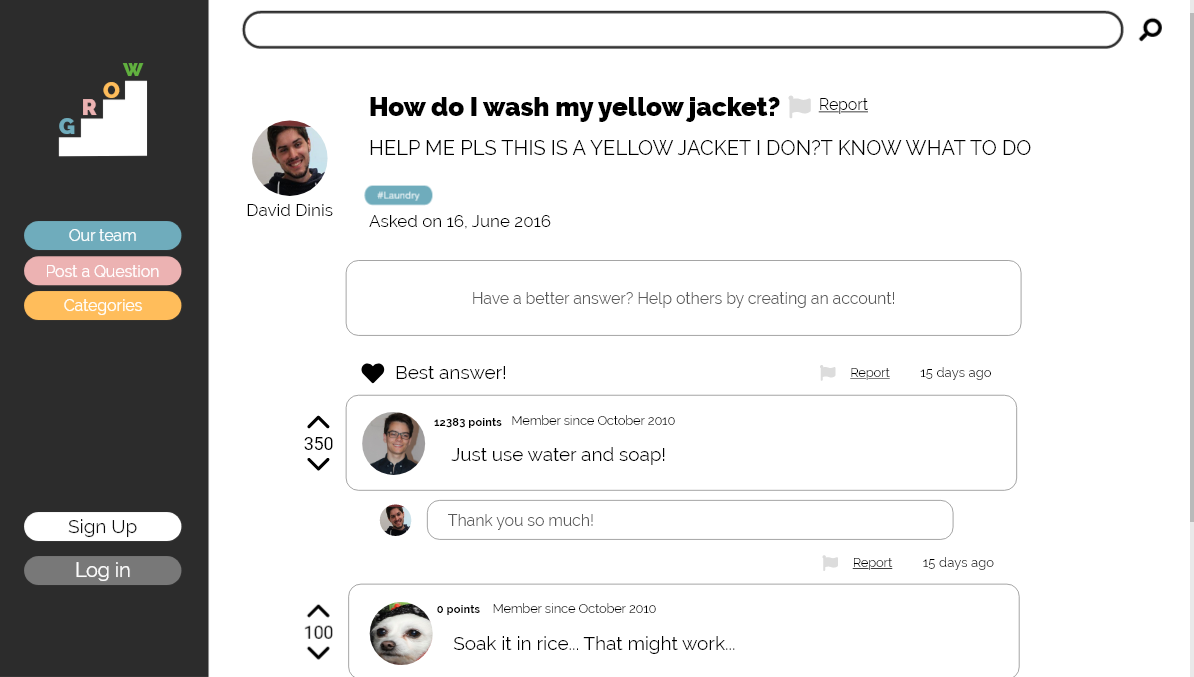 GROW
Our team
Post a Question
Categories
Sign Up
Log in
How do I wash my yellow jacket? Report
HELP ME PLS THIS IS A YELLOW JACKET I DON?T KNOW WHAT TO DO
David Dinis
#Laundry
Asked on 16, June 2016
Have a better answer? Help others by creating an account!
Best answer! Report 15 days ago
12383 points Member since October 2010
350
Just use water and soap!
Thank you so much!
Report 15 days ago
0 points Member since October 2010
100
Soak it in rice... That might work...